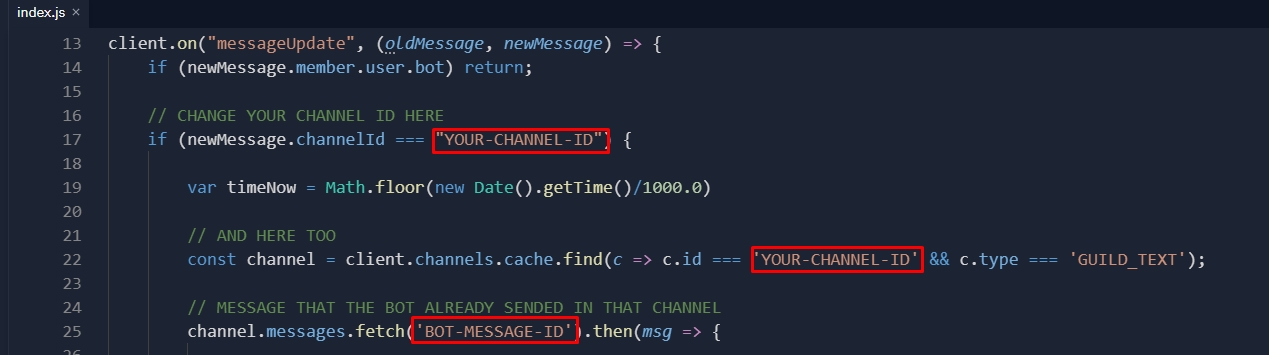 index.js ×
13 client.on("messageUpdate", (oldMessage, newMessage) => {
14 if (newMessage.member.user.bot) return;
15
16 // CHANGE YOUR CHANNEL ID HERE
17 if (newMessage.channelId === "YOUR-CHANNEL-ID") {
18
19 var timeNow = Math.floor(new Date().getTime()/1000.0)
20
21 // AND HERE TOO
22 const channel = client.channels.cache.find(c => c.id === 'YOUR-CHANNEL-ID' && c.type === 'GUILD_TEXT');
23
24 // MESSAGE THAT THE BOT ALREADY SENDED IN THAT CHANNEL
25 channel.messages.fetch('BOT-MESSAGE-ID').then(msg => {